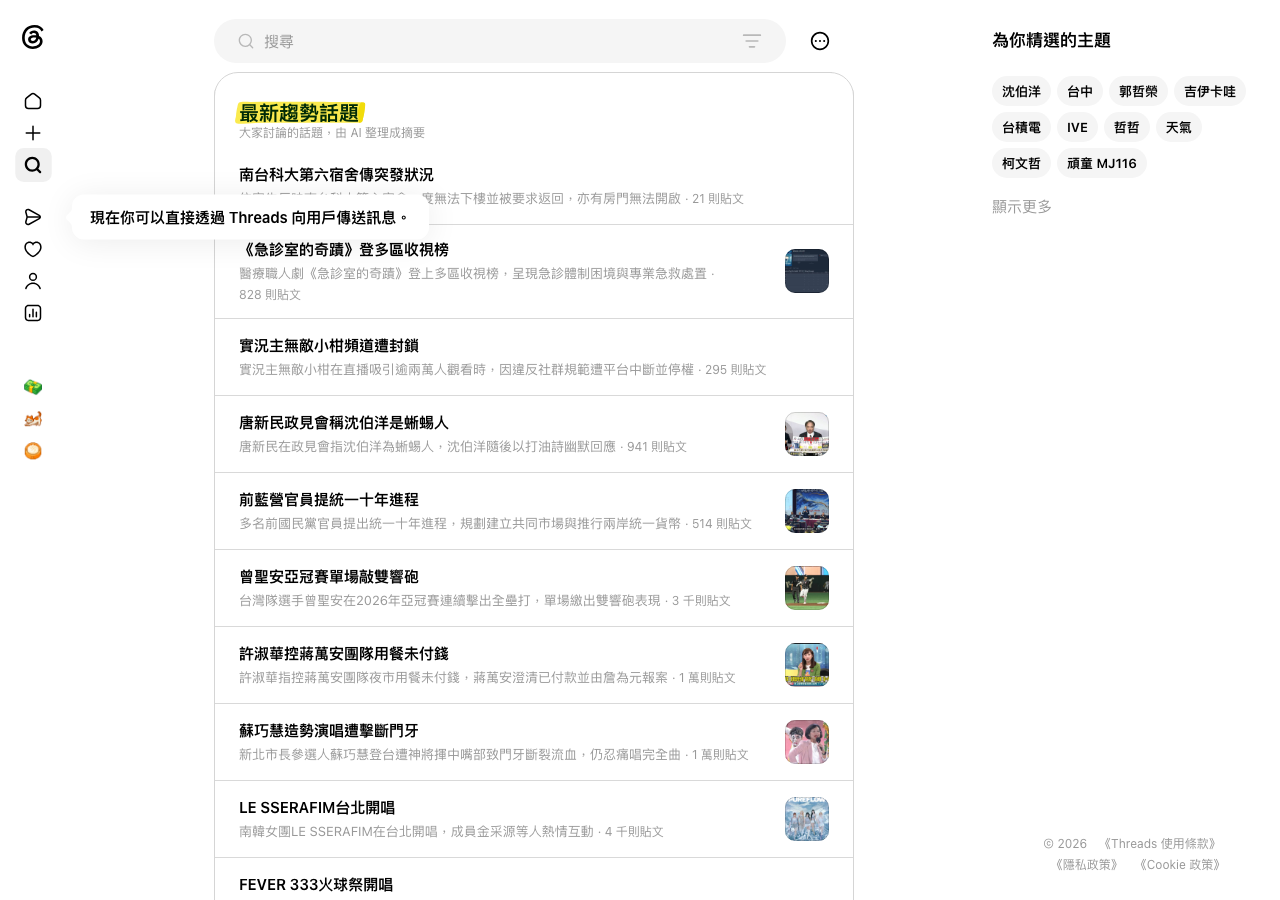 搜尋
最新趨勢話題
大家討論的話題，由 AI 整理成摘要
南台科大第六宿舍傳突發狀況
度無法下樓並被要求返回，亦有房門無法開啟 · 21 則貼文
現在你可以直接透過 Threads 向用戶傳送訊息。
《急診室的奇蹟》登多區收視榜
醫療職人劇《急診室的奇蹟》登上多區收視榜，呈現急診體制困境與專業急救處置 ·
828 則貼文
實況主無敵小柑頻道遭封鎖
實況主無敵小柑在直播吸引逾兩萬人觀看時，因違反社群規範遭平台中斷並停權 · 295 則貼文
唐新民政見會稱沈伯洋是蜥蜴人
唐新民在政見會指沈伯洋為蜥蜴人，沈伯洋隨後以打油詩幽默回應 · 941 則貼文
前藍營官員提統一十年進程
多名前國民黨官員提出統一十年進程，規劃建立共同市場與推行兩岸統一貨幣 · 514 則貼文
曾聖安亞冠賽單場敲雙響砲
台灣隊選手曾聖安在2026年亞冠賽連續擊出全壘打，單場繳出雙響砲表現 · 3 千則貼文
許淑華控蔣萬安團隊用餐未付錢
許淑華指控蔣萬安團隊夜市用餐未付錢，蔣萬安澄清已付款並由詹為元報案 · 1 萬則貼文
蘇巧慧造勢演唱遭擊斷門牙
新北市長參選人蘇巧慧登台遭神將揮中嘴部致門牙斷裂流血，仍忍痛唱完全曲 · 1 萬則貼文
LE SSERAFIM台北開唱
南韓女團LE SSERAFIM在台北開唱，成員金采源等人熱情互動 · 4 千則貼文
FEVER 333火球祭開唱
為你精選的主題
沈伯洋 台中 郭哲榮 吉伊卡哇
台積電 IVE 哲哲 天氣
柯文哲 頑童 MJ116
顯示更多
© 2026 《Threads 使用條款》
《隱私政策》 《Cookie 政策》